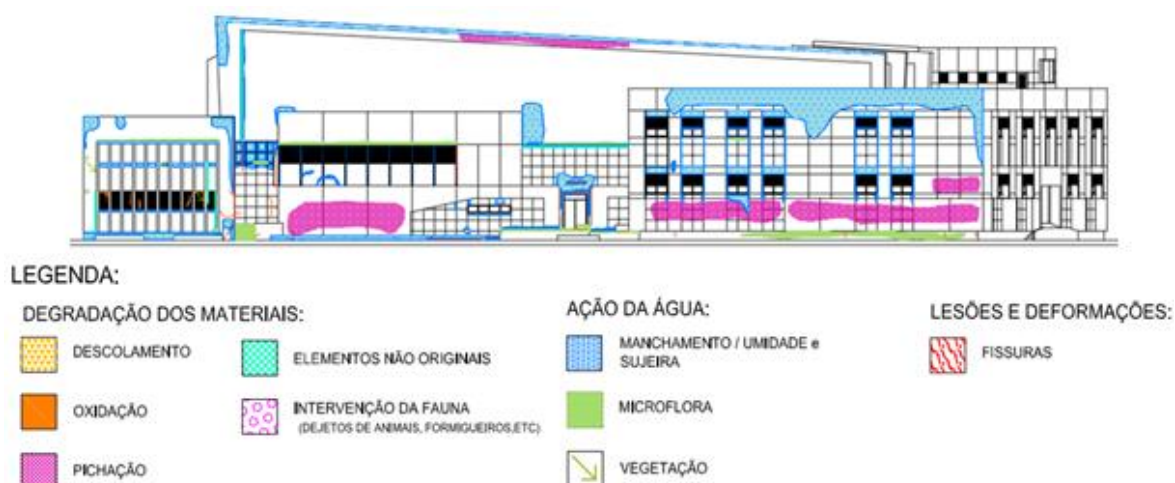 LEGENDA:
DEGRADAÇÃO DOS MATERIAIS:
DESCOLAMENTO
OXIDAÇÃO
PICHAÇÃO
ELEMENTOS NÃO ORIGINAIS
INTERVENÇÃO DA FAUNA
(DEJETOS DE ANIMAIS, FORMIGUEIROS,ETC)
AÇÃO DA ÁGUA:
MANCHAMENTO / UMIDADE e
SUJEIRA
MICROFLORA
VEGETAÇÃO
LESÕES E DEFORMAÇÕES:
FISSURAS